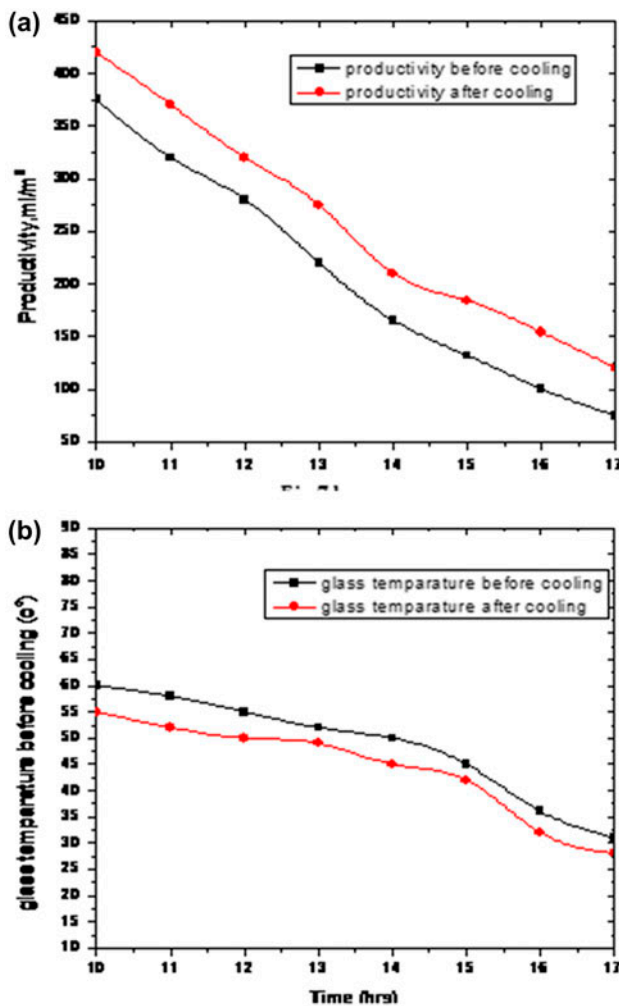 (a)
450
400
350
300
250
200
150
100
50
Productivity,ml/m²
productivity before cooling
productivity after cooling
10 11 12 13 14 15 16 17
(b)
90
85
80
75
70
65
60
55
50
45
40
35
30
25
20
15
10
glass temperature before cooling (o°)
glass temparature before cooling
glass temparature after cooling
10 11 12 13 14 15 16 17
Time (hrs)